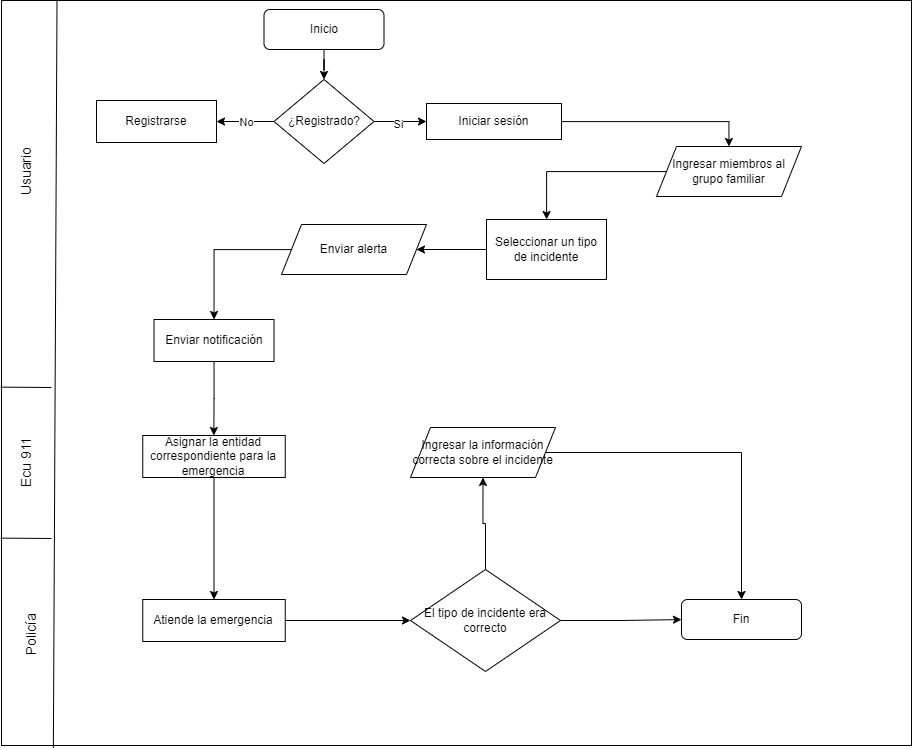 Inicio
Registrarse
No
¿Registrado?
Sí
Iniciar sesión
Usuario
Ingresar miembros al
grupo familiar
Enviar alerta
Seleccionar un tipo
de incidente
Enviar notificación
Ecu 911
Asignar la entidad
correspondiente para la
emergencia
Ingresar la información
correcta sobre el incidente
Policía
Atiende la emergencia
El tipo de incidente era
correcto
Fin